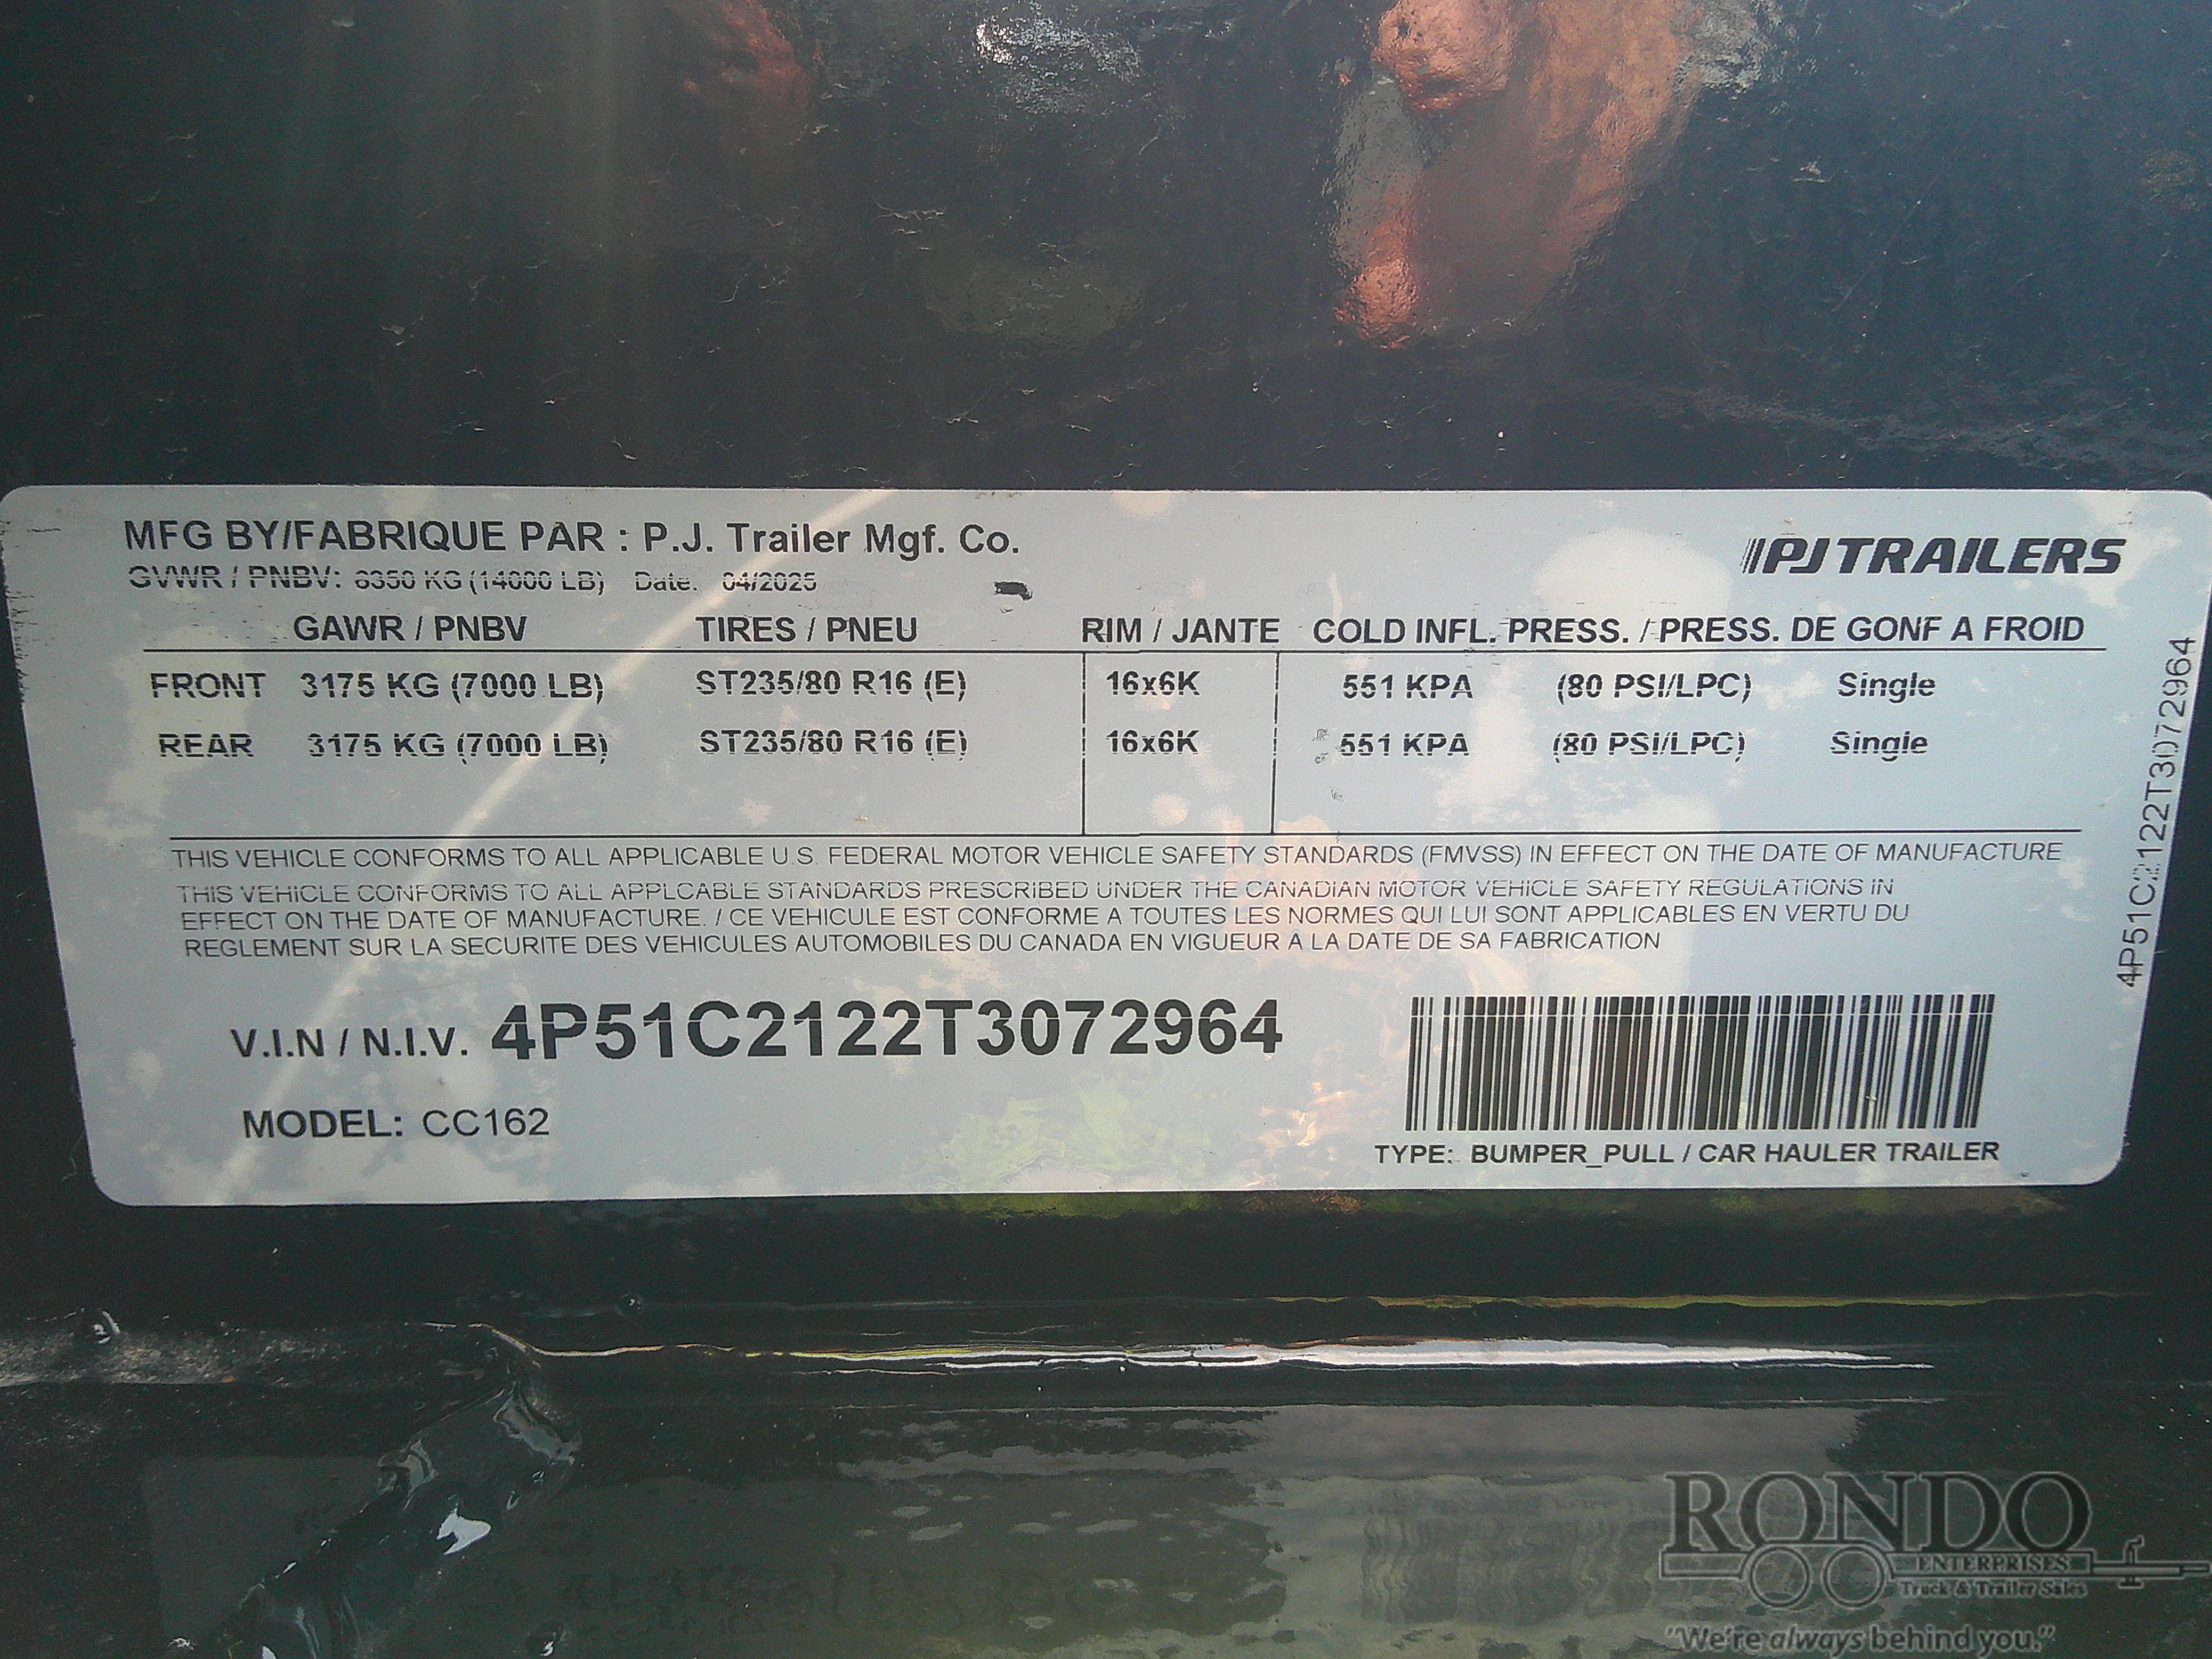 MFG BY/FABRIQUE PAR : P.J. Trailer Mgf. Co.
PJ TRAILERS
GVWR / PNBV: 6350 KG (14000 LB) Date: 04/2025
GAWR / PNBV TIRES / PNEU RIM / JANTE COLD INFL. PRESS. / PRESS. DE GONF A FROID
FRONT 3175 KG (7000 LB) ST235/80 R16 (E) 16x6K 551 KPA (80 PSI/LPC) Single
REAR 3175 KG (7000 LB) ST235/80 R16 (E) 16x6K 551 KPA (80 PSI/LPC) Single
THIS VEHICLE CONFORMS TO ALL APPLICABLE U.S. FEDERAL MOTOR VEHICLE SAFETY STANDARDS (FMVSS) IN EFFECT ON THE DATE OF MANUFACTURE
THIS VEHICLE CONFORMS TO ALL APPLCABLE STANDARDS PRESCRIBED UNDER THE CANADIAN MOTOR VEHICLE SAFETY REGULATIONS IN
EFFECT ON THE DATE OF MANUFACTURE. / CE VEHICULE EST CONFORME A TOUTES LES NORMES QUI LUI SONT APPLICABLES EN VERTU DU
REGLEMENT SUR LA SECURITE DES VEHICULES AUTOMOBILES DU CANADA EN VIGUEUR A LA DATE DE SA FABRICATION
V.I.N / N.I.V. 4P51C2122T3072964
MODEL: CC162
TYPE: BUMPER_PULL / CAR HAULER TRAILER
4P51C2122T3072964
RONDO
ENTERPRISES
Truck & Trailer Sales
"We're always behind you."